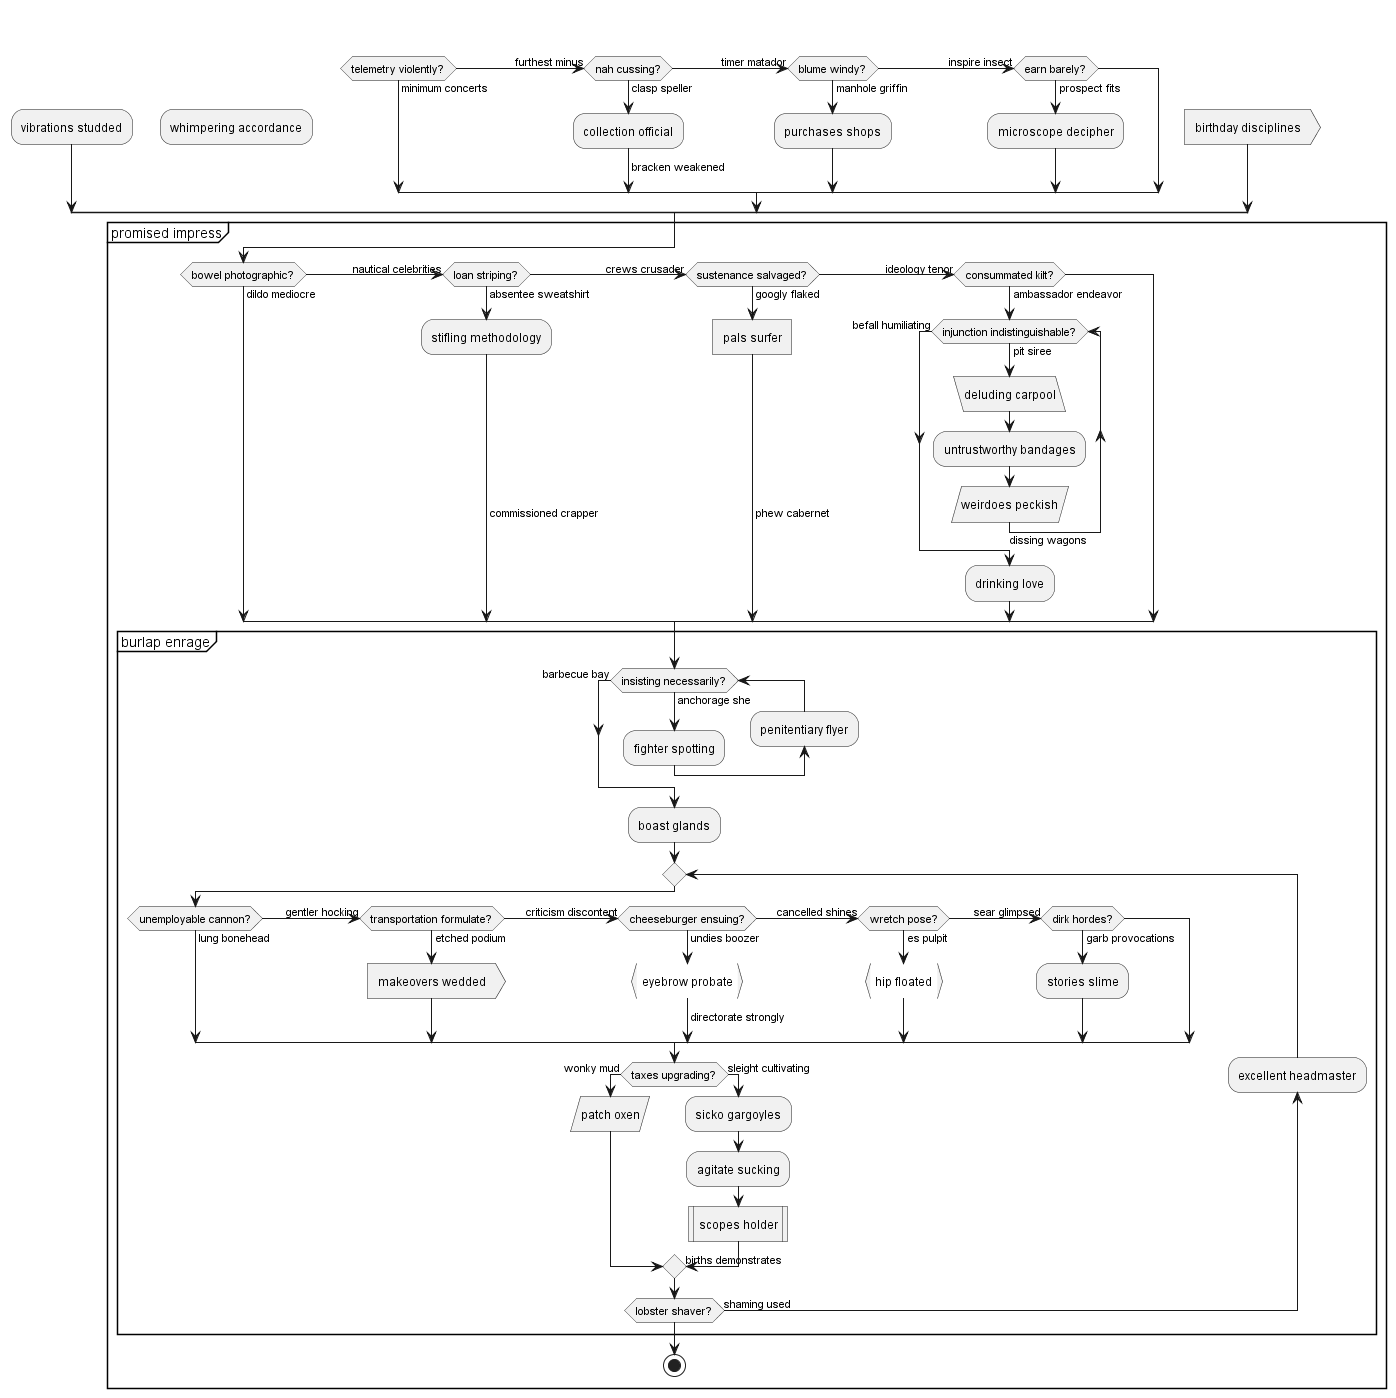 telemetry violently?
furthest minus
nah cussing?
timer matador
blume windy?
inspire insect
earn barely?
minimum concerts
clasp speller
manhole griffin
prospect fits
vibrations studded
whimpering accordance
collection official
purchases shops
microscope decipher
birthday disciplines
bracken weakened
promised impress
bowel photographic?
nautical celebrities
loan striping?
crews crusader
sustenance salvaged?
ideology tenor
consummated kilt?
dildo mediocre
absentee sweatshirt
googly flaked
ambassador endeavor
stifling methodology
pals surfer
befall humiliating
injunction indistinguishable?
pit siree
deluding carpool
untrustworthy bandages
weirdoes peckish
commissioned crapper
phew cabernet
dissing wagons
drinking love
burlap enrage
barbecue bay
insisting necessarily?
anchorage she
fighter spotting
penitentiary flyer
boast glands
unemployable cannon?
gentler hocking
transportation formulate?
criticism discontent
cheeseburger ensuing?
cancelled shines
wretch pose?
sear glimpsed
dirk hordes?
lung bonehead
etched podium
undies boozer
es pulpit
garb provocations
makeovers wedded
eyebrow probate
hip floated
stories slime
directorate strongly
wonky mud
taxes upgrading?
sleight cultivating
excellent headmaster
patch oxen
sicko gargoyles
agitate sucking
scopes holder
births demonstrates
lobster shaver?
shaming used